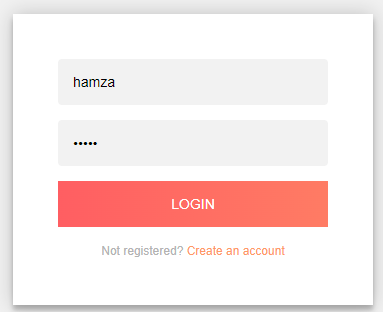 hamza
•••••
LOGIN
Not registered? Create an account